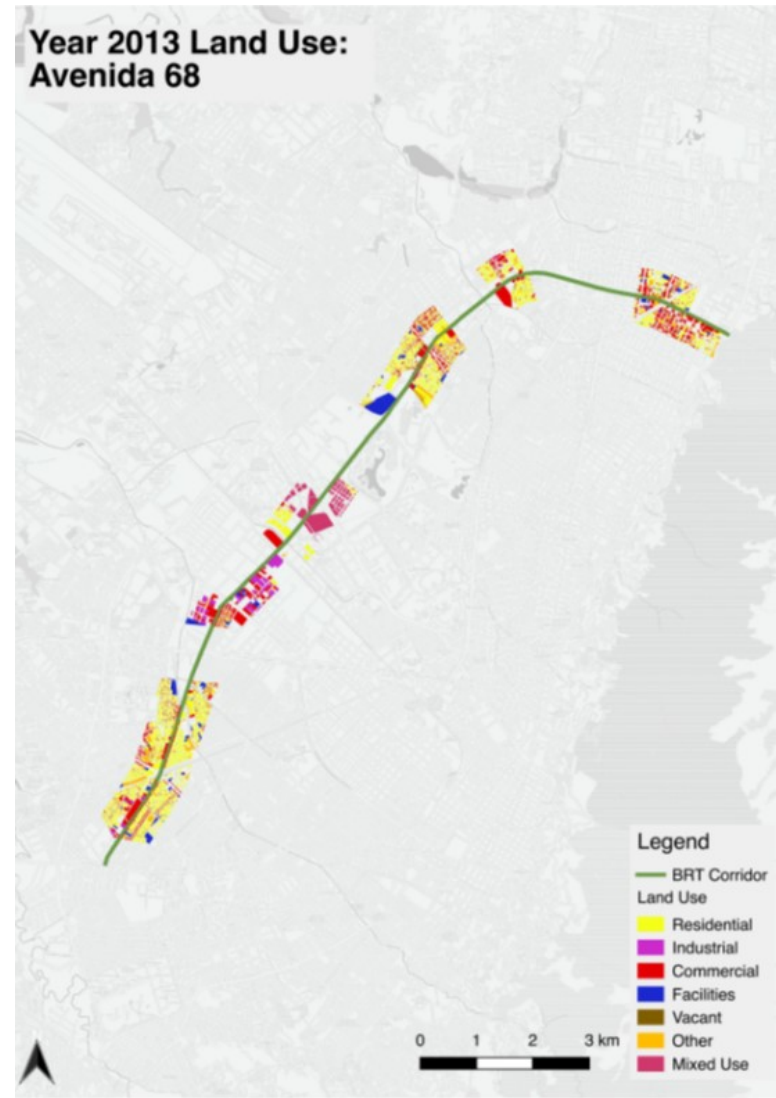 Year 2013 Land Use:
Avenida 68
Legend
BRT Corridor
Land Use
Residential
Industrial
Commercial
Facilities
Vacant
Other
Mixed Use
0 1 2 3 km